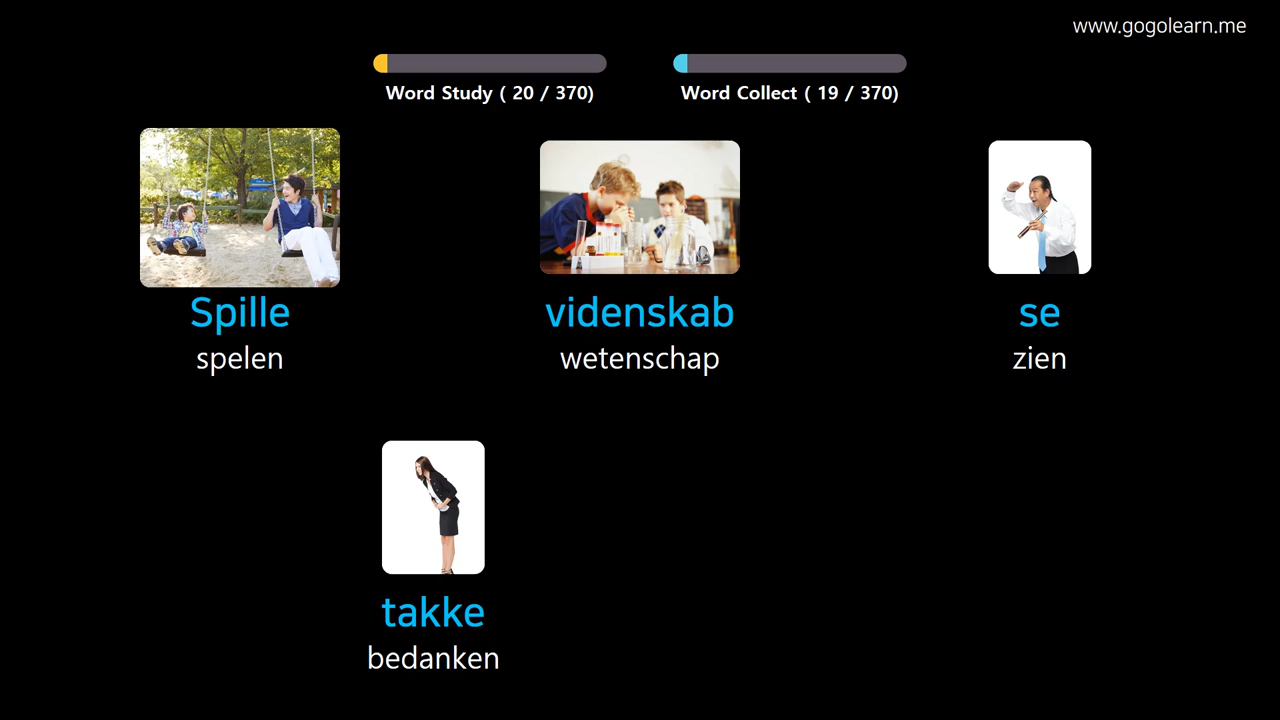 www.gogolearn.me
Word Study ( 20 / 370)
Word Collect ( 19 / 370)
Spille
spelen
videnskab
wetenschap
se
zien
takke
bedanken